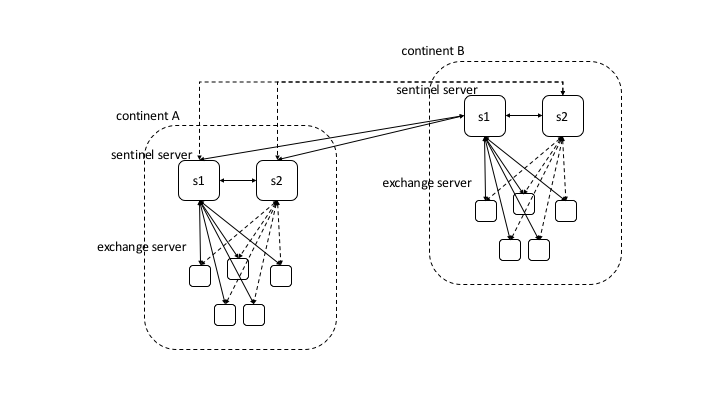 continent B
sentinel server
s1
s2
continent A
sentinel server
s1
s2
exchange server
exchange server